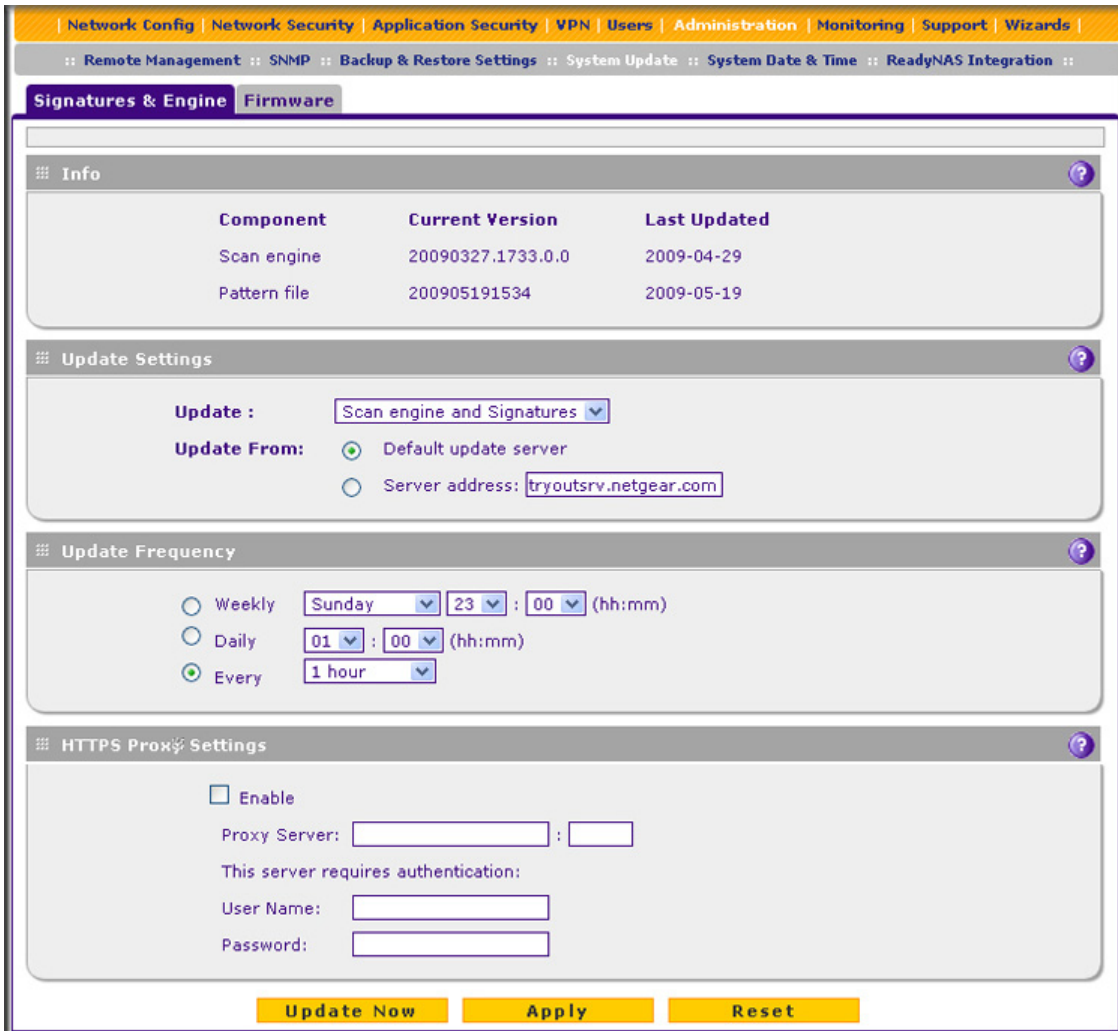 | Network Config | Network Security | Application Security | VPN | Users | Administration | Monitoring | Support | Wizards |
:: Remote Management :: SNMP :: Backup & Restore Settings :: System Update :: System Date & Time :: ReadyNAS Integration ::
Signatures & Engine Firmware
Info ?
Component Current Version Last Updated
Scan engine 20090327.1733.0.0 2009-04-29
Pattern file 200905191534 2009-05-19
Update Settings ?
Update : Scan engine and Signatures
Update From: Default update server
Server address: tryoutsrv.netgear.com
Update Frequency ?
Weekly Sunday 23 : 00 (hh:mm)
Daily 01 : 00 (hh:mm)
Every 1 hour
HTTPS Proxy Settings ?
Enable
Proxy Server: :
This server requires authentication:
User Name:
Password:
Update Now Apply Reset